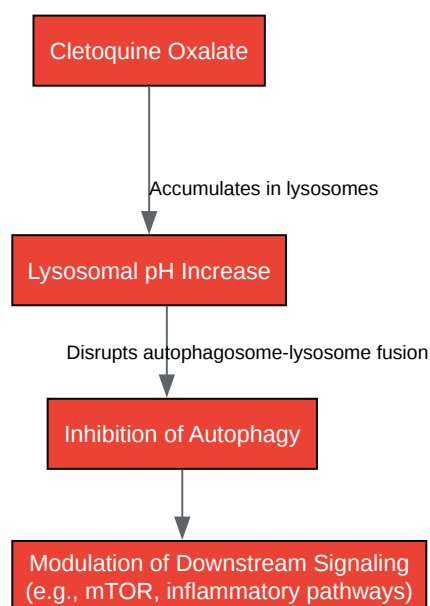 Cletoquine Oxalate
Accumulates in lysosomes
Lysosomal pH Increase
Disrupts autophagosome-lysosome fusion
Inhibition of Autophagy
Modulation of Downstream Signaling
(e.g., mTOR, inflammatory pathways)